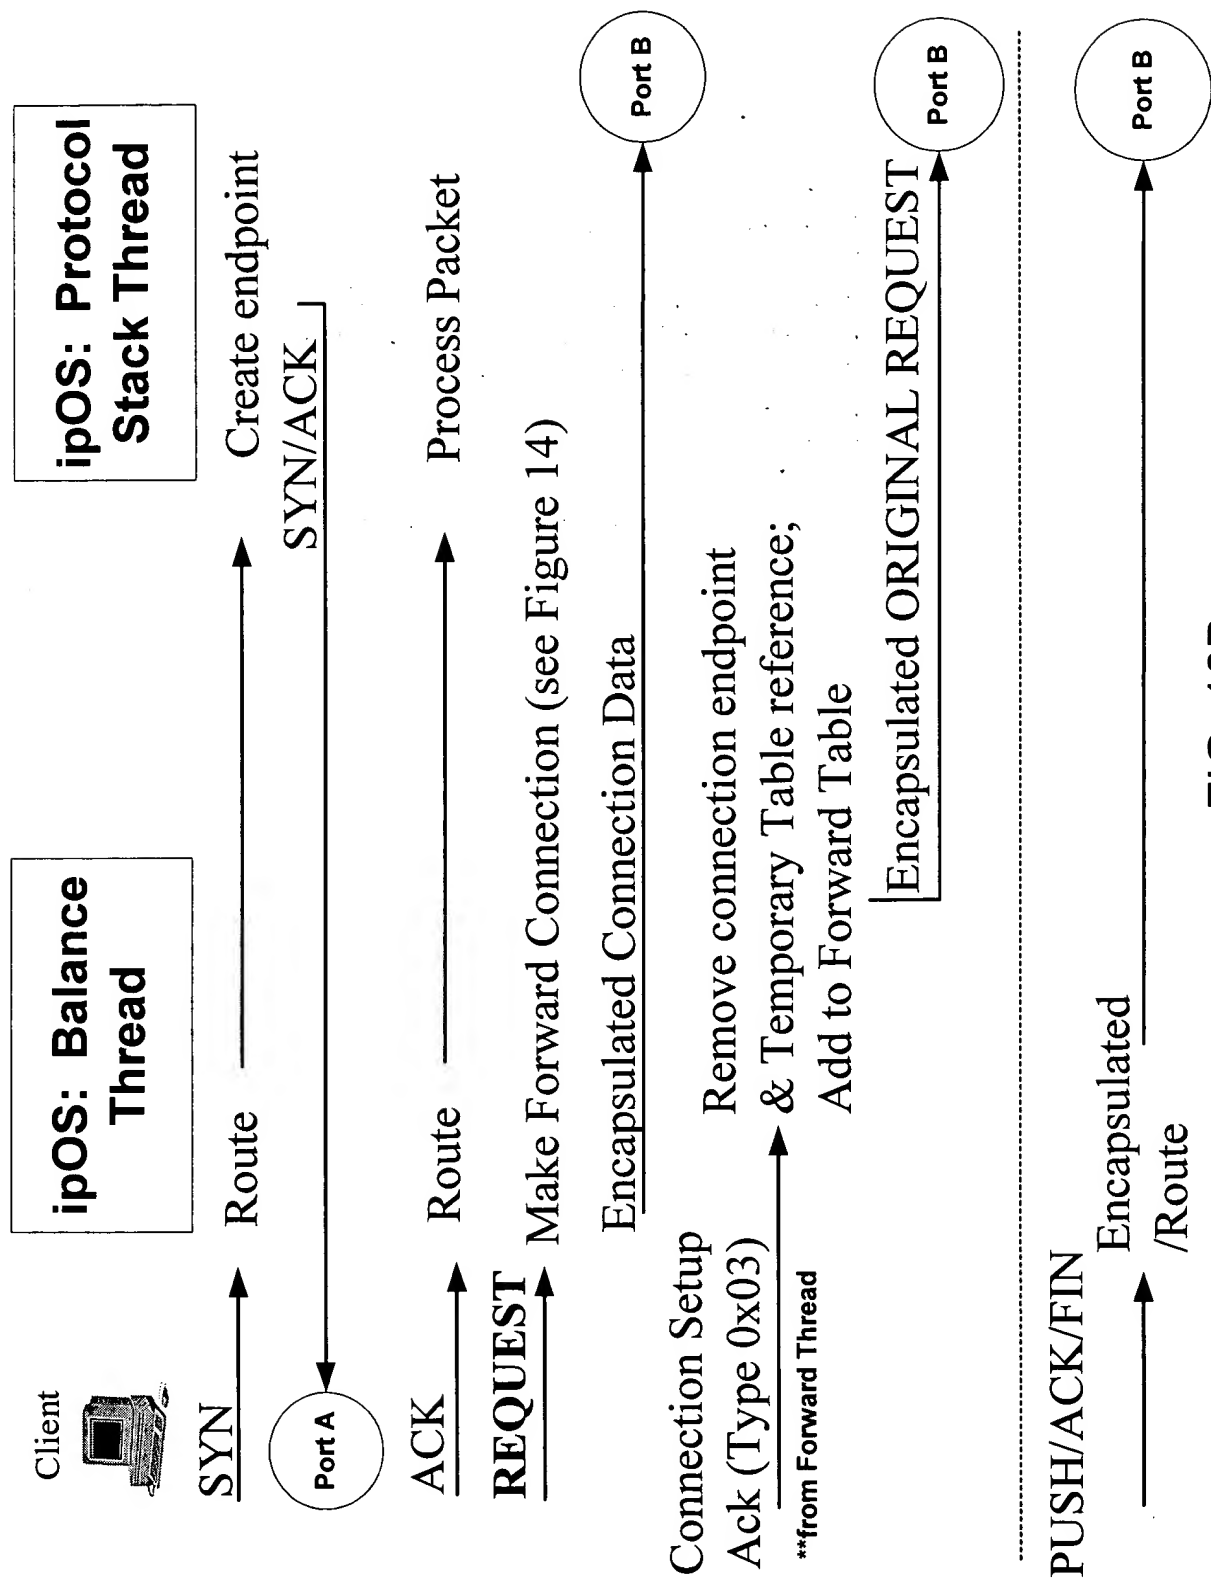 Client
ipOS: Balance
Thread
ipOS: Protocol
Stack Thread
SYN
Route
Create endpoint
SYN/ACK
Port A
ACK
Route
Process Packet
REQUEST
Make Forward Connection (see Figure 14)
Encapsulated Connection Data
Port B
Connection Setup
Ack (Type 0x03)
**from Forward Thread
Remove connection endpoint
& Temporary Table reference;
Add to Forward Table
Encapsulated ORIGINAL REQUEST
Port B
PUSH/ACK/FIN
Encapsulated
/Route
Port B